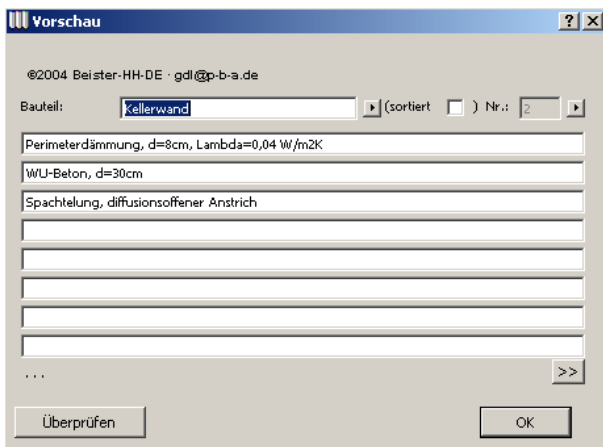 Vorschau
? x
©2004 Beister-HH-DE · gdl@p-b-a.de
Bauteil: Kellerwand (sortiert ) Nr.: 2
Perimeterdämmung, d=8cm, Lambda=0,04 W/m2K
WU-Beton, d=30cm
Spachtelung, diffusionsoffener Anstrich
...
>>
Überprüfen OK